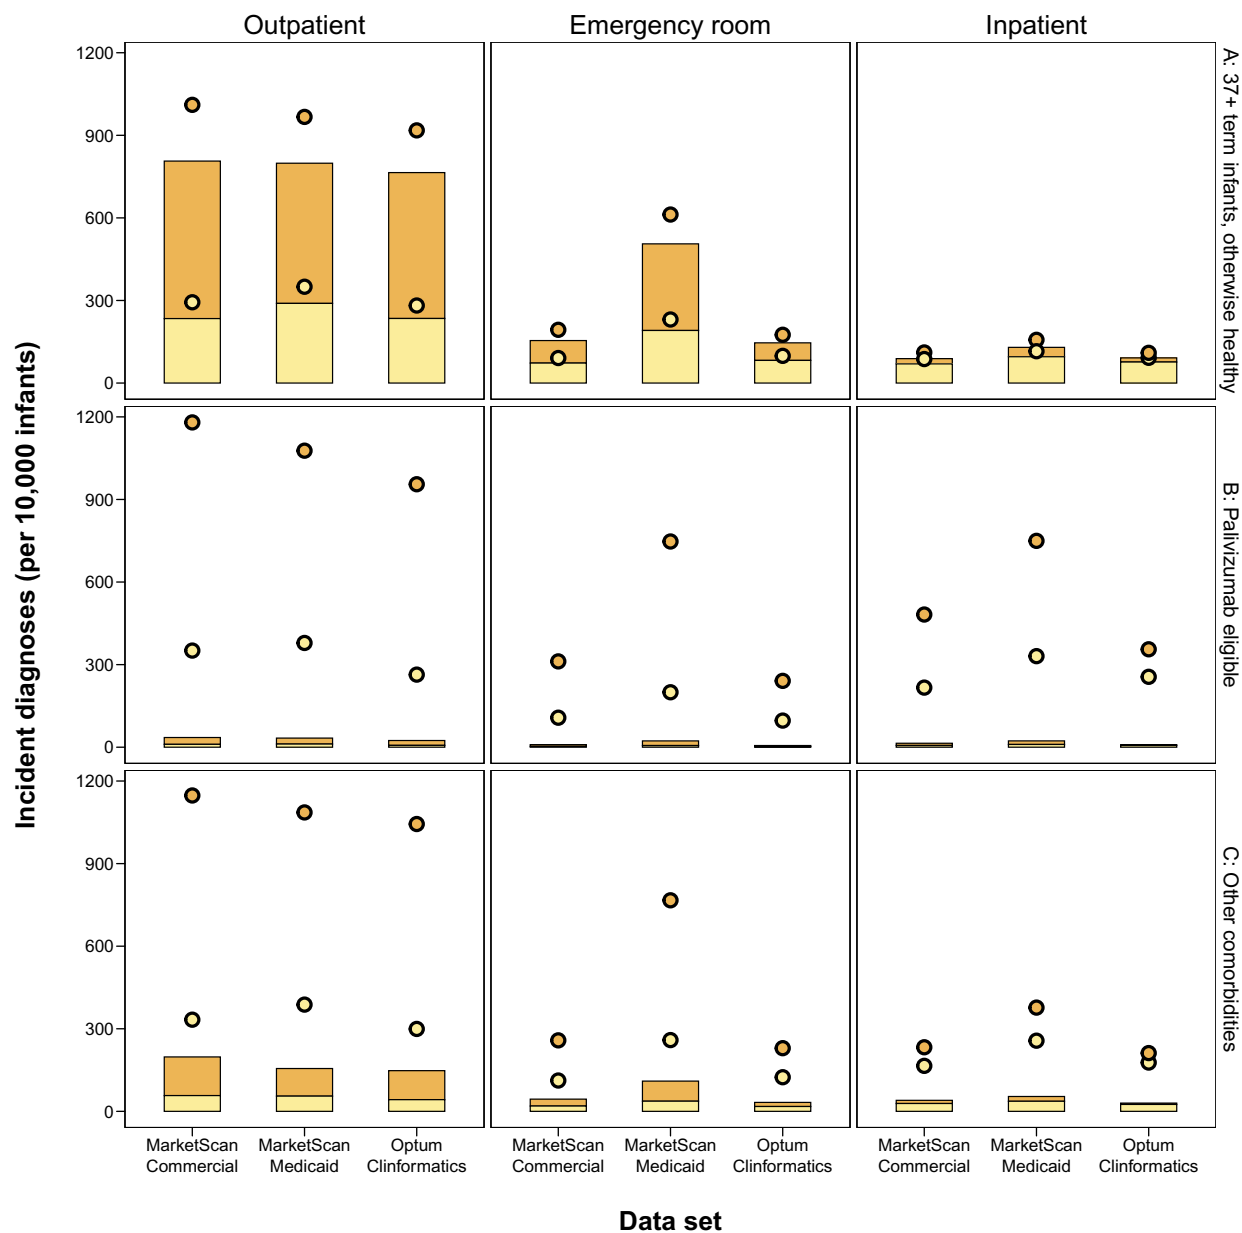 Outpatient
Emergency room
Inpatient
Incident diagnoses (per 10,000 infants)
1200
900
600
300
0
A: 37+ term infants, otherwise healthy
1200
900
600
300
0
B: Palivizumab eligible
1200
900
600
300
0
C: Other comorbidities
MarketScan
Commercial
MarketScan
Medicaid
Optum
Clinformatics
MarketScan
Commercial
MarketScan
Medicaid
Optum
Clinformatics
MarketScan
Commercial
MarketScan
Medicaid
Optum
Clinformatics
Data set